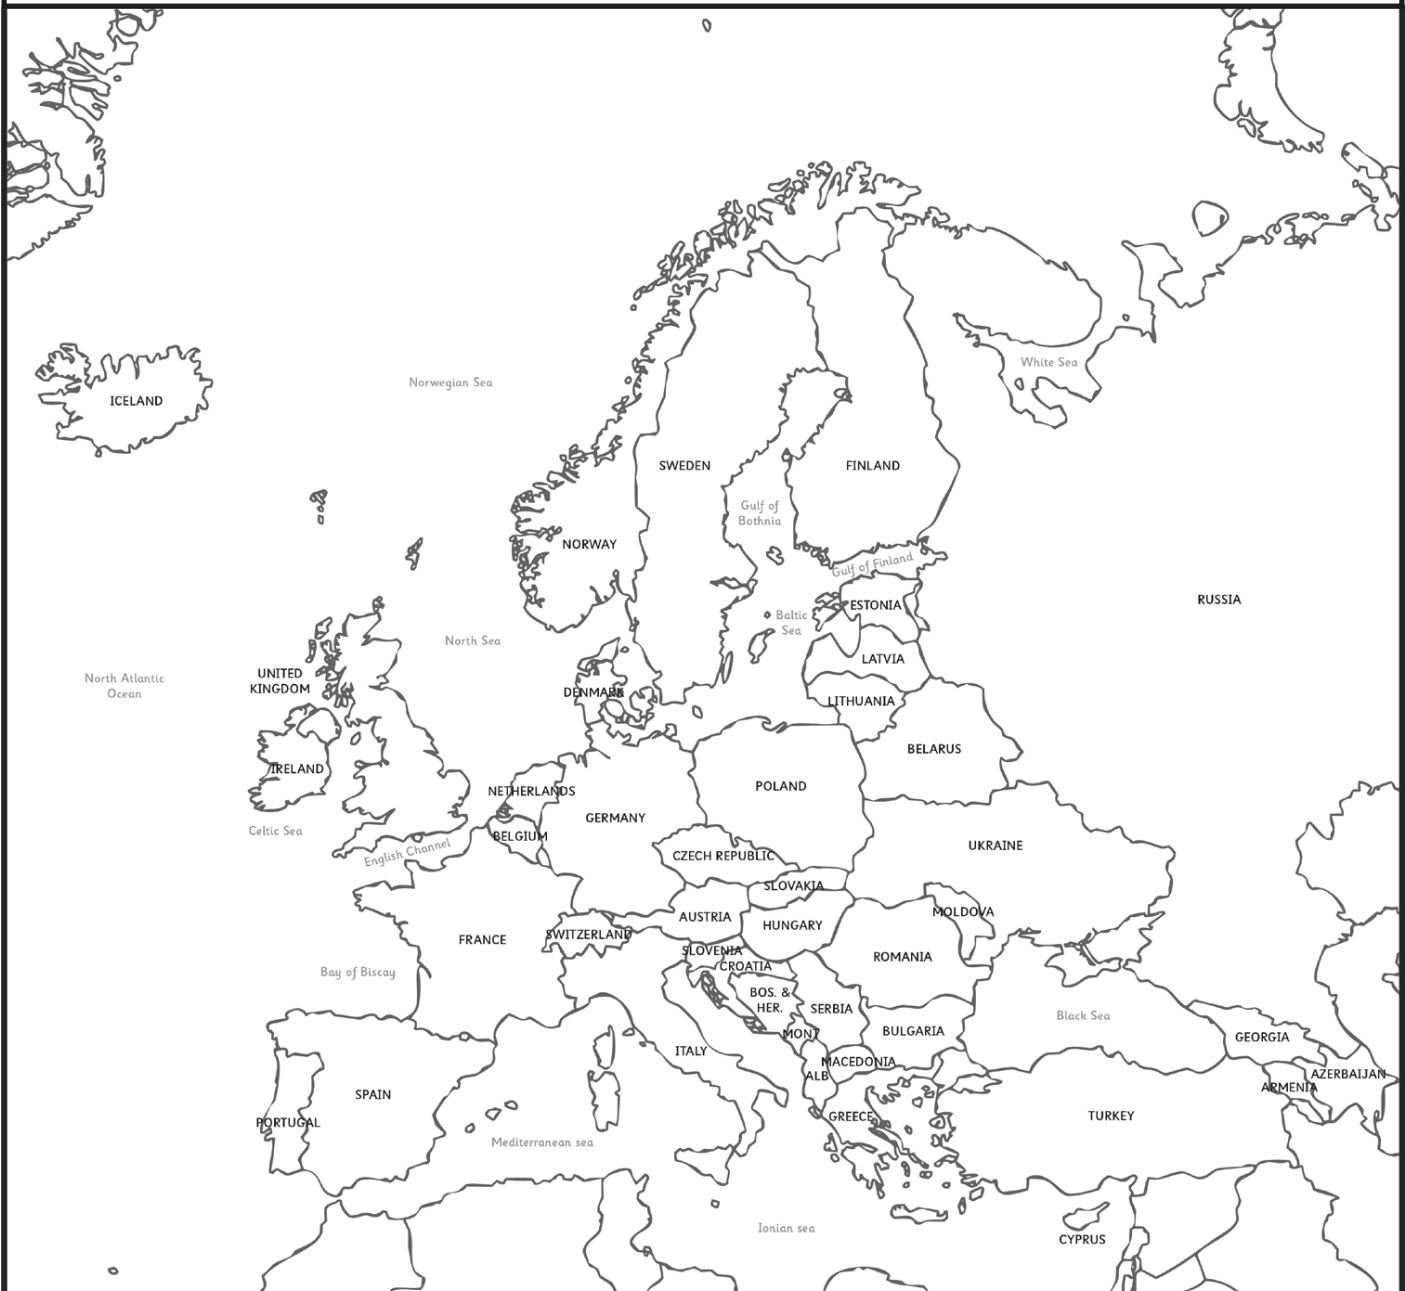 ICELAND
Norwegian Sea
White Sea
SWEDEN
FINLAND
Gulf of
Bothnia
NORWAY
Gulf of Finland
RUSSIA
ESTONIA
Baltic
Sea
North Sea
LATVIA
UNITED
KINGDOM
North Atlantic
Ocean
DENMARK
LITHUANIA
BELARUS
IRELAND
NETHERLANDS
POLAND
GERMANY
Celtic Sea
BELGIUM
English Channel
UKRAINE
CZECH REPUBLIC
SLOVAKIA
MOLDOVA
AUSTRIA
HUNGARY
SWITZERLAND
FRANCE
SLOVENIA
ROMANIA
CROATIA
Bay of Biscay
BOS. &
HER.
SERBIA
Black Sea
MONT
BULGARIA
GEORGIA
ITALY
MACEDONIA
ALB
AZERBAIJAN
ARMENIA
SPAIN
GREECE
TURKEY
PORTUGAL
Mediterranean sea
Ionian sea
CYPRUS